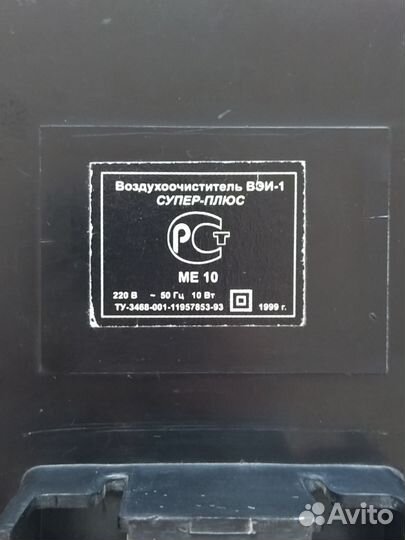 Воздухоочиститель ВЭИ-1
СУПЕР-ПЛЮС
РСТ
МЕ 10
220 В ~ 50 Гц 10 Вт
ТУ-3468-001-11957853-93 1999 г.
Avito